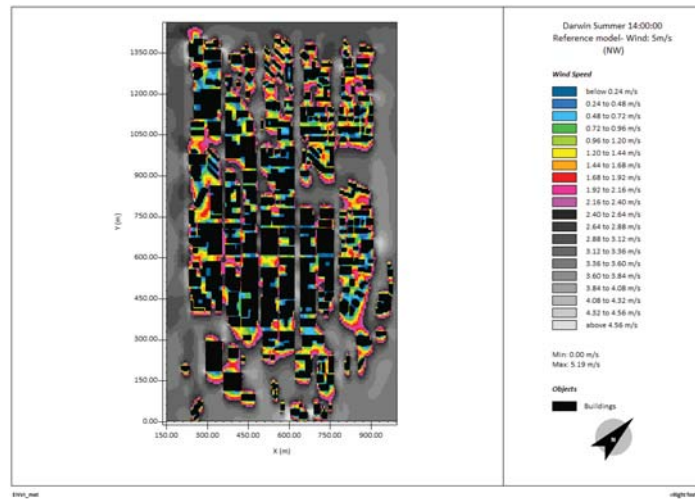 Darwin Summer 14:00:00
Reference model- Wind: 5m/s
(NW)
Wind Speed
below 0.24 m/s
0.24 to 0.48 m/s
0.48 to 0.72 m/s
0.72 to 0.96 m/s
0.96 to 1.20 m/s
1.20 to 1.44 m/s
1.44 to 1.68 m/s
1.68 to 1.92 m/s
1.92 to 2.16 m/s
2.16 to 2.40 m/s
2.40 to 2.64 m/s
2.64 to 2.88 m/s
2.88 to 3.12 m/s
3.12 to 3.36 m/s
3.36 to 3.60 m/s
3.60 to 3.84 m/s
3.84 to 4.08 m/s
4.08 to 4.32 m/s
4.32 to 4.56 m/s
above 4.56 m/s
Min: 0.00 m/s
Max: 5.19 m/s
Objects
Buildings
Y (m)
1350.00
1200.00
1050.00
900.00
750.00
600.00
450.00
300.00
150.00
0.00
150.00 300.00 450.00 600.00 750.00 900.00
X (m)
<Right foo